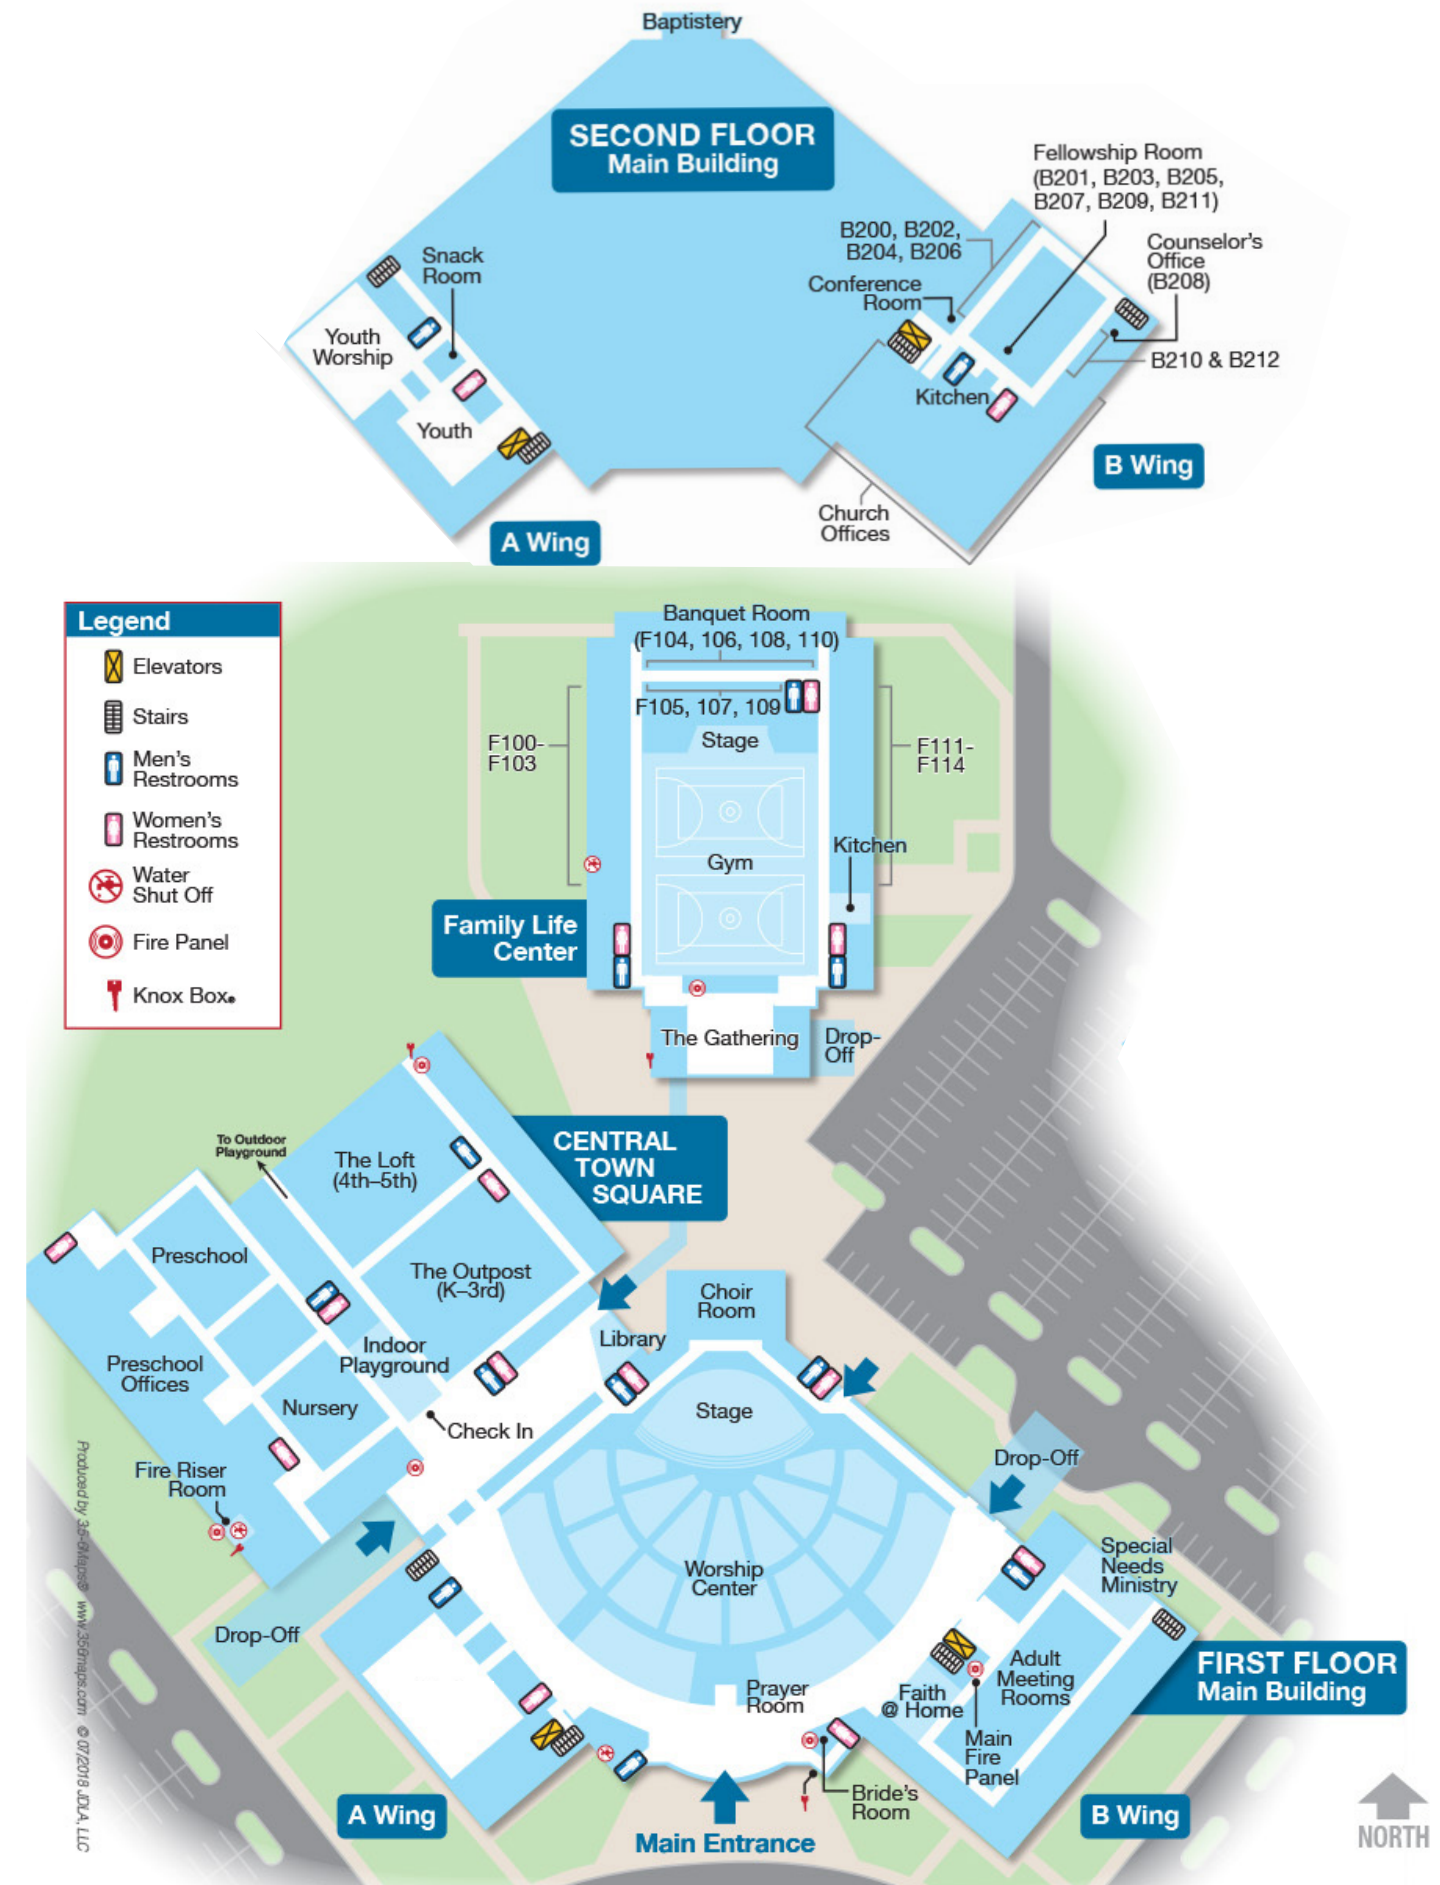 Baptistery
SECOND FLOOR
Main Building
Fellowship Room
(B201, B203, B205,
B207, B209, B211)
B200, B202,
B204, B206
Counselor's
Office
(B208)
Conference
Room
Snack
Room
Youth
Worship
B210 & B212
Kitchen
Youth
B Wing
Church
Offices
A Wing
Legend
Elevators
Stairs
Men's
Restrooms
Women's
Restrooms
Water
Shut Off
Fire Panel
Knox Box®
Banquet Room
(F104, 106, 108, 110)
F105, 107, 109
Stage
F100-
F103
F111-
F114
Kitchen
Gym
Family Life
Center
The Gathering
Drop-
Off
CENTRAL
TOWN
SQUARE
To Outdoor
Playground
The Loft
(4th–5th)
Preschool
The Outpost
(K–3rd)
Choir
Room
Library
Indoor
Playground
Preschool
Offices
Nursery
Check In
Stage
Drop-Off
Fire Riser
Room
Special
Needs
Ministry
Worship
Center
Drop-Off
FIRST FLOOR
Main Building
Adult
Meeting
Rooms
Prayer
Room
Faith
@ Home
Main
Fire
Panel
Bride's
Room
A Wing
B Wing
Main Entrance
NORTH
Produced by 35-6Maps® www.356maps.com © 07/2018 JDLA, LLC